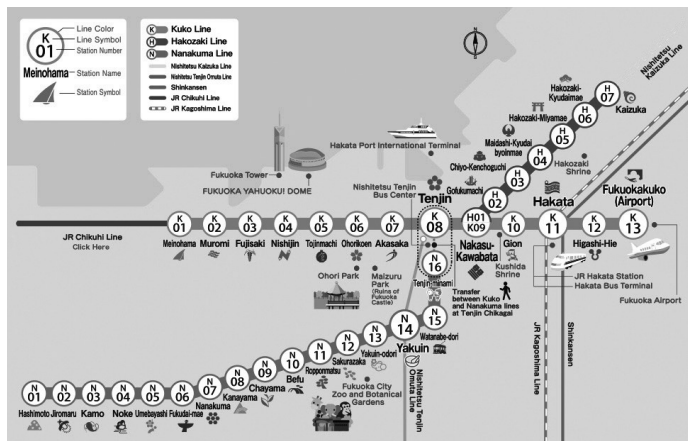 K
01
Line Color
Line Symbol
Station Number
Meinohama
Station Name
Station Symbol
K Kuko Line
H Hakozaki Line
N Nanakuma Line
Nishitetsu Kaizuka Line
Nishitetsu Tenjin Omuta Line
Shinkansen
JR Chikuhi Line
JR Kagoshima Line
Nishitetsu
Kaizuka Line
Hakozaki-
Kyudaimae
H
07
Kaizuka
H
06
Hakozaki-Miyamae
H
05
Maidashi-Kyudai
byoinmae
H
04
Hakozaki
Shrine
Chiyo-Kenchoguchi
H
03
Gofukumachi
H
02
Hakata Port International Terminal
Fukuoka Tower
FUKUOKA YAHUOKU! DOME
Nishitetsu Tenjin
Bus Center
Tenjin
Hakata
Fukuokakuko
(Airport)
JR Chikuhi Line
Click Here
K
01
K
02
K
03
K
04
K
05
K
06
K
07
K
08
H01
K09
K
10
K
11
K
12
K
13
Meinohama
Muromi
Fujisaki
Nishijin
Tojinmachi
Ohorikoen
Akasaka
Nakasu-
Kawabata
Gion
Higashi-Hie
Kushida
Shrine
Ohori Park
Maizuru
Park
(Ruins of
Fukuoka
Castle)
N
16
Tenjin-minami
JR Hakata Station
Hakata Bus Terminal
Fukuoka Airport
Transfer
between Kuko
and Nanakuma lines
at Tenjin Chikagai
N
15
Watanabe-dori
N
14
Yakuin
N
13
Yakuin-odori
N
12
Sakurazaka
N
11
Ropponmatsu
N
10
Befu
N
09
Chayama
N
08
Kanayama
N
07
Nanakuma
N
06
Fukudai-mae
N
05
Umebayashi
N
04
Noke
N
03
Kamo
N
02
Jiromaru
N
01
Hashimoto
Fukuoka City
Zoo and Botanical
Gardens
Nishitetsu Tenjin
Omuta Line
JR Kagoshima Line
Shinkansen